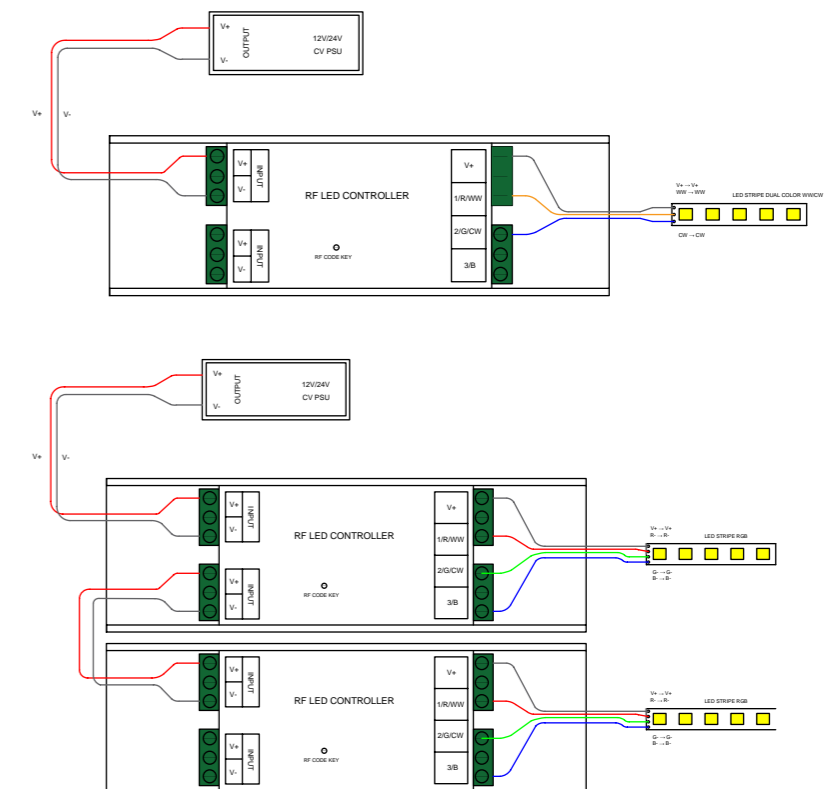 V+
OUTPUT
V-
12V/24V
CV PSU
V+
V-
V+
V-
INPUT
V+
V-
INPUT
RF LED CONTROLLER
RF CODE KEY
V+
1/R/WW
2/G/CW
3/B
V+ → V+
WW → WW
LED STRIPE DUAL COLOR WW/CW
CW → CW
V+
OUTPUT
V-
12V/24V
CV PSU
V+
V-
V+
V-
INPUT
V+
V-
INPUT
RF LED CONTROLLER
RF CODE KEY
V+
1/R/WW
2/G/CW
3/B
V+ → V+
R- → R-
LED STRIPE RGB
G- → G-
B- → B-
V+
V-
INPUT
V+
V-
INPUT
RF LED CONTROLLER
RF CODE KEY
V+
1/R/WW
2/G/CW
3/B
V+ → V+
R- → R-
LED STRIPE RGB
G- → G-
B- → B-